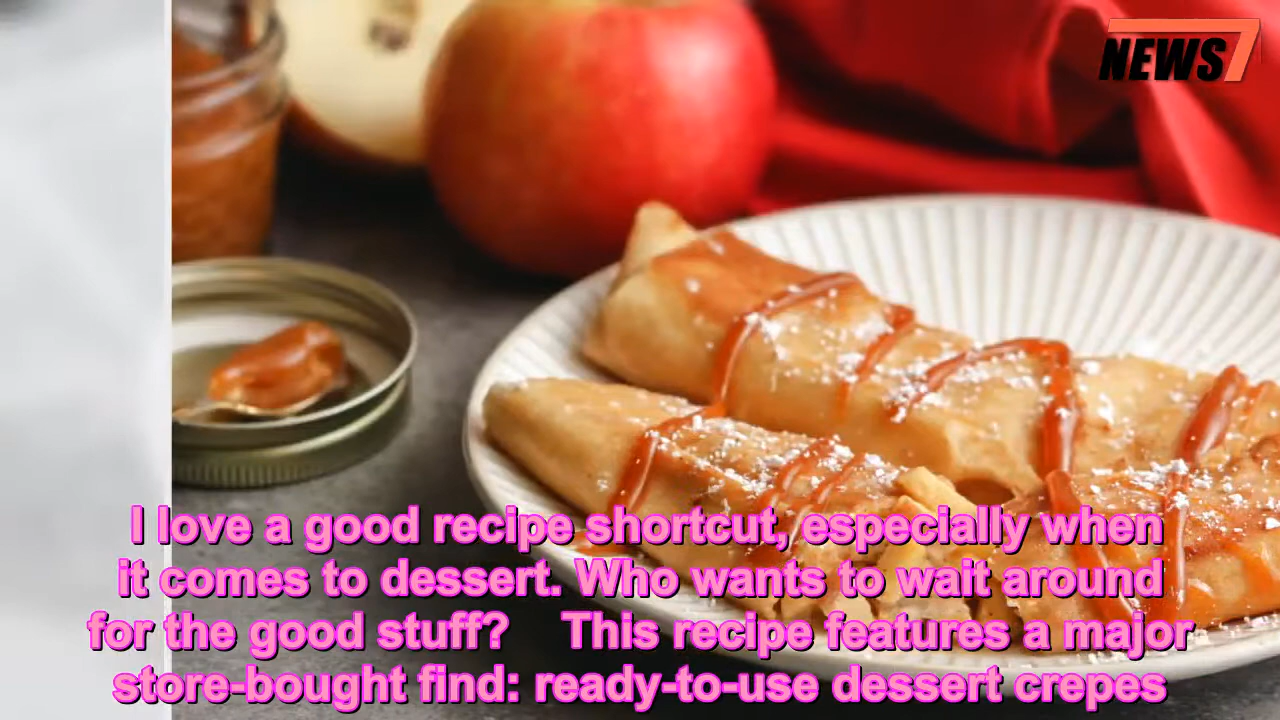 NEWS7
I love a good recipe shortcut, especially when
it comes to dessert. Who wants to wait around
for the good stuff? This recipe features a major
store-bought find: ready-to-use dessert crepes